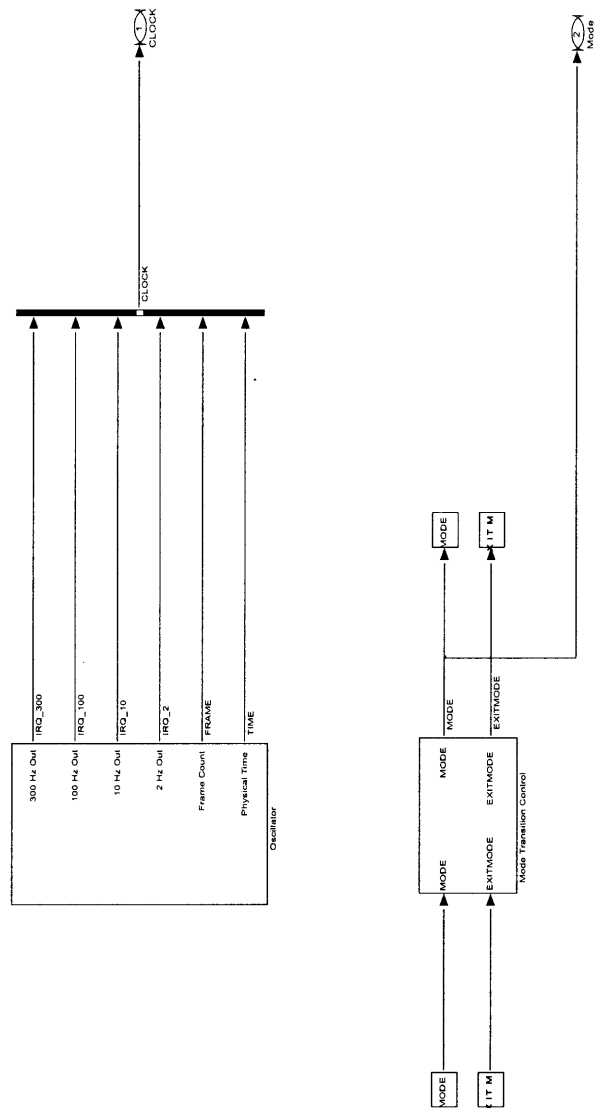 300 Hz Out
IRQ_300
100 Hz Out
IRQ_100
10 Hz Out
IRQ_10
2 Hz Out
IRQ_2
Frame Count
FRAME
Physical Time
TIME
Oscillator
CLOCK
1
CLOCK
MODE
MODE
MODE
MODE
MODE
X I T M
EXITMODE
EXITMODE
EXITMODE
X I T M
Mode Transition Control
2
Mode